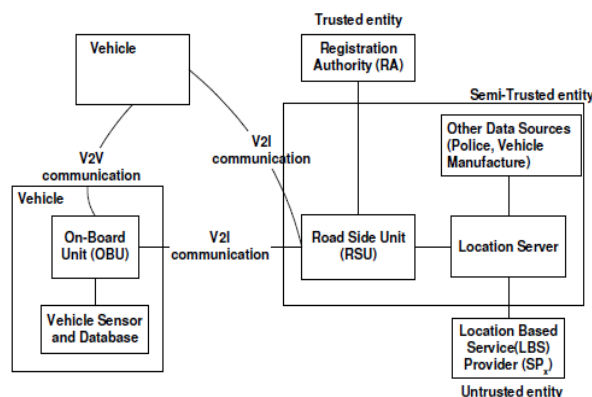 Trusted entity
Vehicle
Registration
Authority (RA)
Semi-Trusted entity
Other Data Sources
(Police, Vehicle
Manufacture)
V2I
communication
V2V
communication
Vehicle
On-Board
Unit (OBU)
V2I
communication
Road Side Unit
(RSU)
Location Server
Vehicle Sensor
and Database
Location Based
Service(LBS)
Provider (SPx)
Untrusted entity